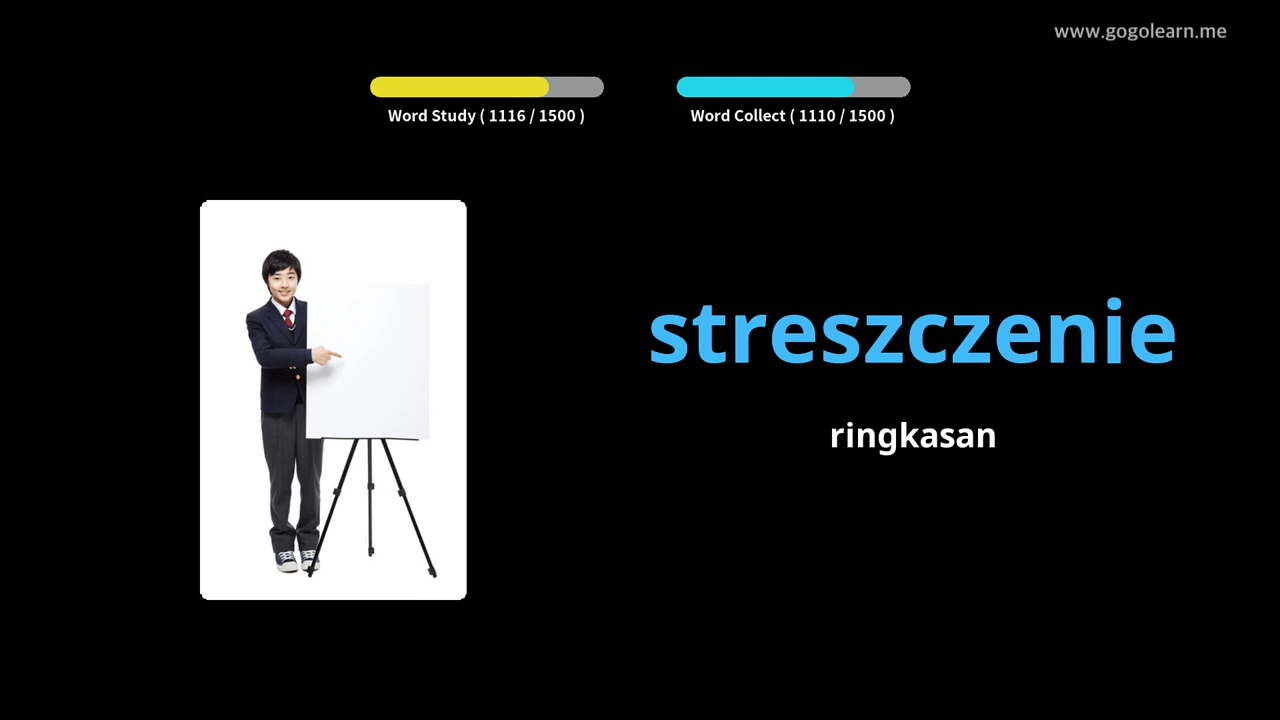 www.gogolearn.me
Word Study ( 1116 / 1500 )
Word Collect ( 1110 / 1500 )
streszczenie
ringkasan